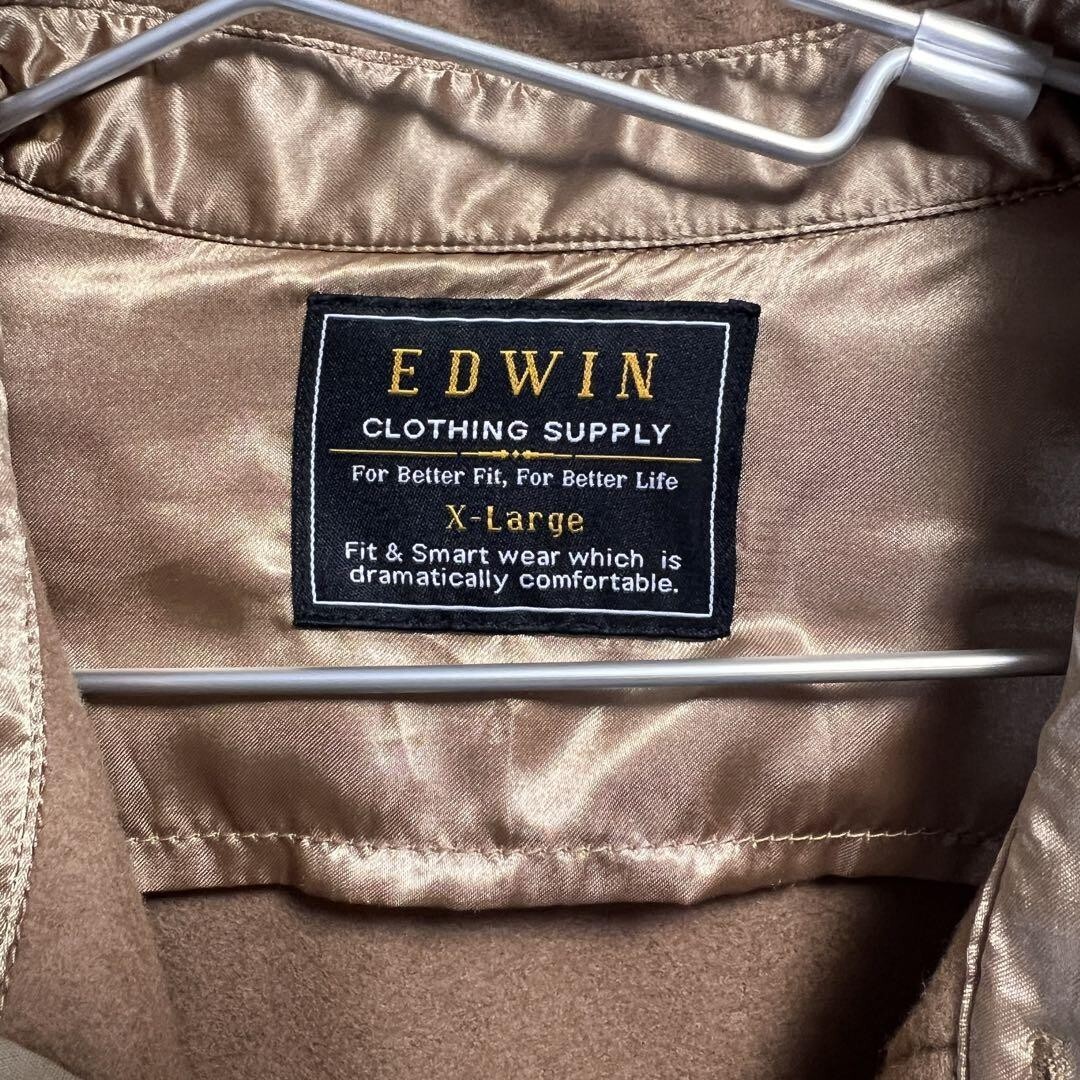 EDWIN
CLOTHING SUPPLY
For Better Fit, For Better Life
X-Large
Fit & Smart wear which is
dramatically comfortable.